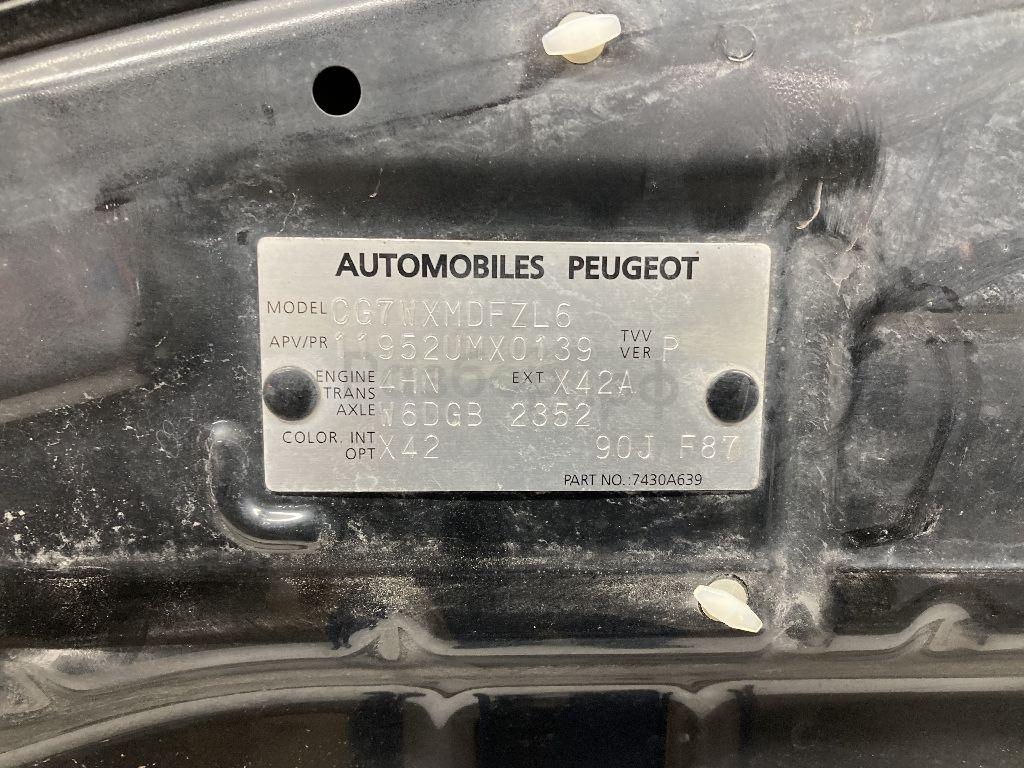 AUTOMOBILES PEUGEOT
MODEL CG7WXMDFZL6
APV/PR 11952UMX0139 TVV VER P
ENGINE 4HN EXT X42A
TRANS
AXLE W6DGB 2352
COLOR. INT OPT X42 90J F87
PART NO.:7430A639